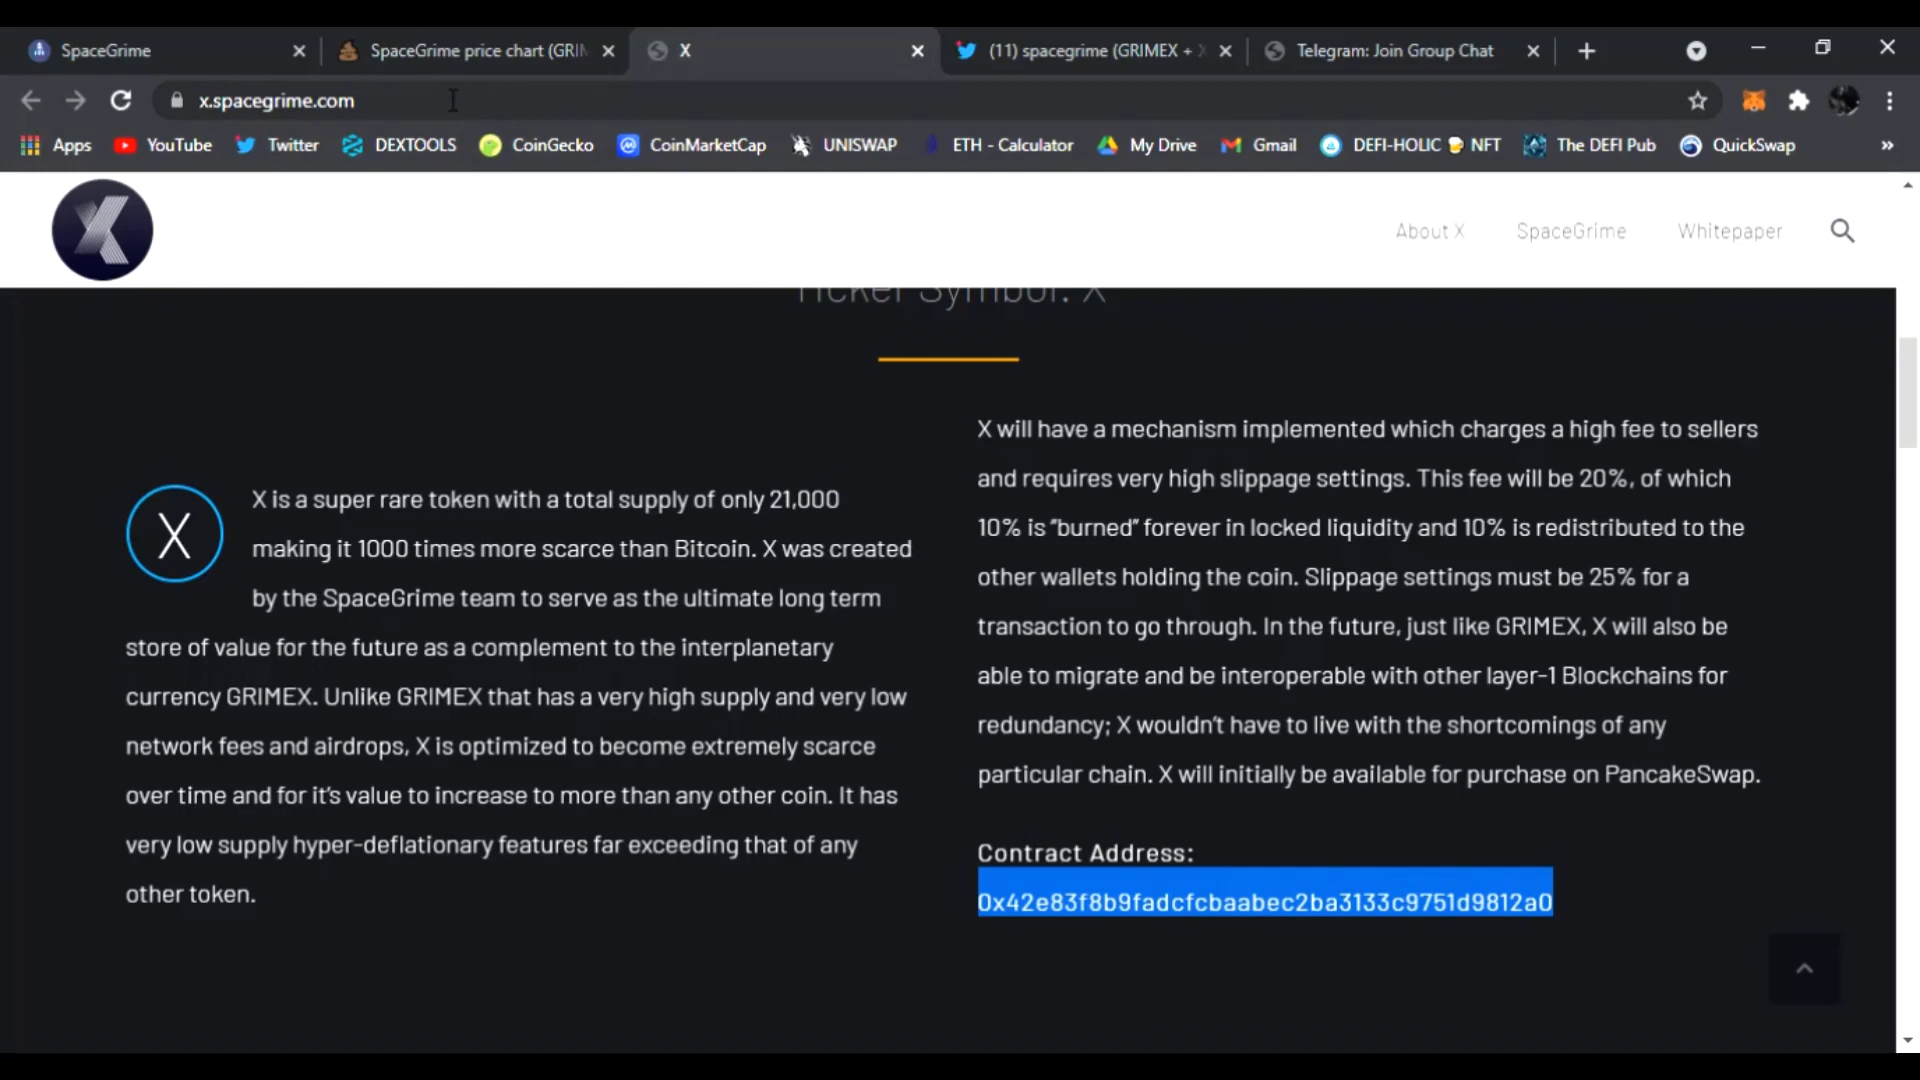 SpaceGrime
SpaceGrime price chart (GRIM
X
(11) spacegrime (GRIMEX + X
Telegram: Join Group Chat
x.spacegrime.com
Apps
YouTube
Twitter
DEXTOOLS
CoinGecko
CoinMarketCap
UNISWAP
ETH - Calculator
My Drive
Gmail
DEFI-HOLIC 🍺 NFT
The DEFI Pub
QuickSwap
»
X
About X
SpaceGrime
Whitepaper
Ticker Symbol: X
X
X is a super rare token with a total supply of only 21,000
making it 1000 times more scarce than Bitcoin. X was created
by the SpaceGrime team to serve as the ultimate long term
store of value for the future as a complement to the interplanetary
currency GRIMEX. Unlike GRIMEX that has a very high supply and very low
network fees and airdrops, X is optimized to become extremely scarce
over time and for it's value to increase to more than any other coin. It has
very low supply hyper-deflationary features far exceeding that of any
other token.
X will have a mechanism implemented which charges a high fee to sellers
and requires very high slippage settings. This fee will be 20%, of which
10% is "burned" forever in locked liquidity and 10% is redistributed to the
other wallets holding the coin. Slippage settings must be 25% for a
transaction to go through. In the future, just like GRIMEX, X will also be
able to migrate and be interoperable with other layer-1 Blockchains for
redundancy; X wouldn't have to live with the shortcomings of any
particular chain. X will initially be available for purchase on PancakeSwap.
Contract Address:
0x42e83f8b9fadcfcbaabec2ba3133c9751d9812a0